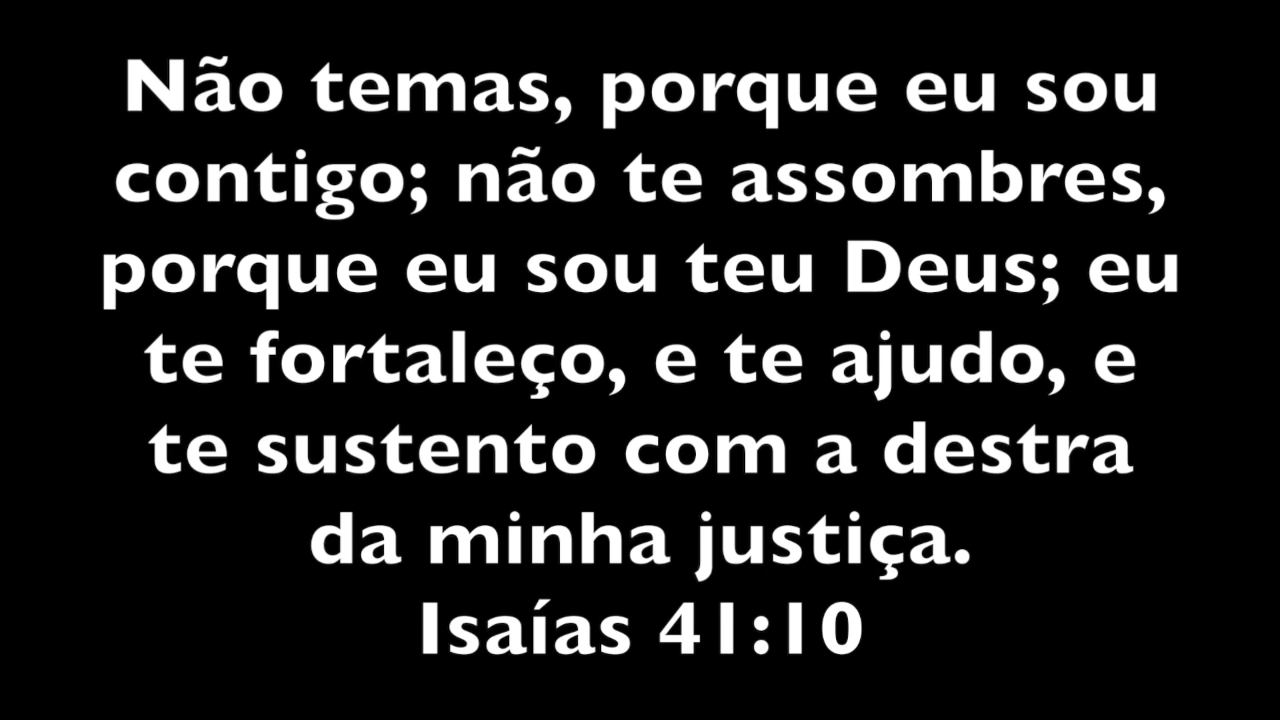 Não temas, porque eu sou
contigo; não te assombres,
porque eu sou teu Deus; eu
te fortaleço, e te ajudo, e
te sustento com a destra
da minha justiça.
Isaías 41:10